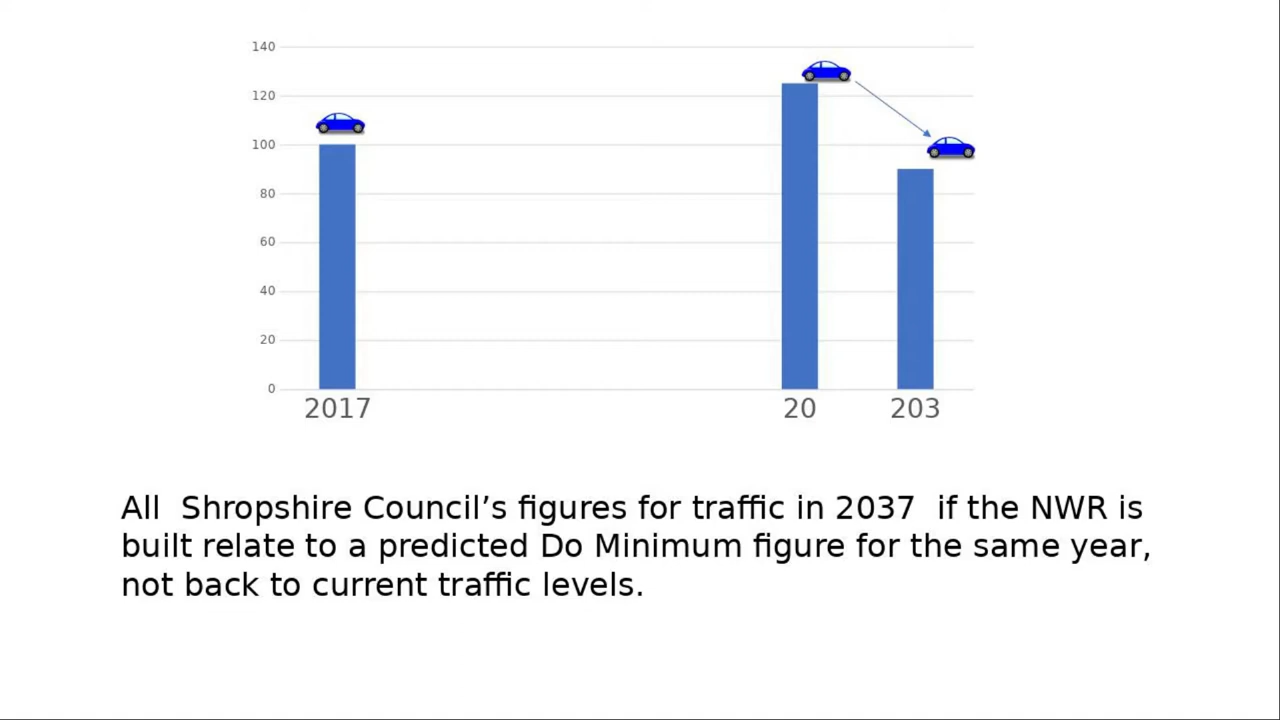 140
120
100
80
60
40
20
0
2017 20 203
All  Shropshire Council’s figures for traffic in 2037  if the NWR is
built relate to a predicted Do Minimum figure for the same year,
not back to current traffic levels.